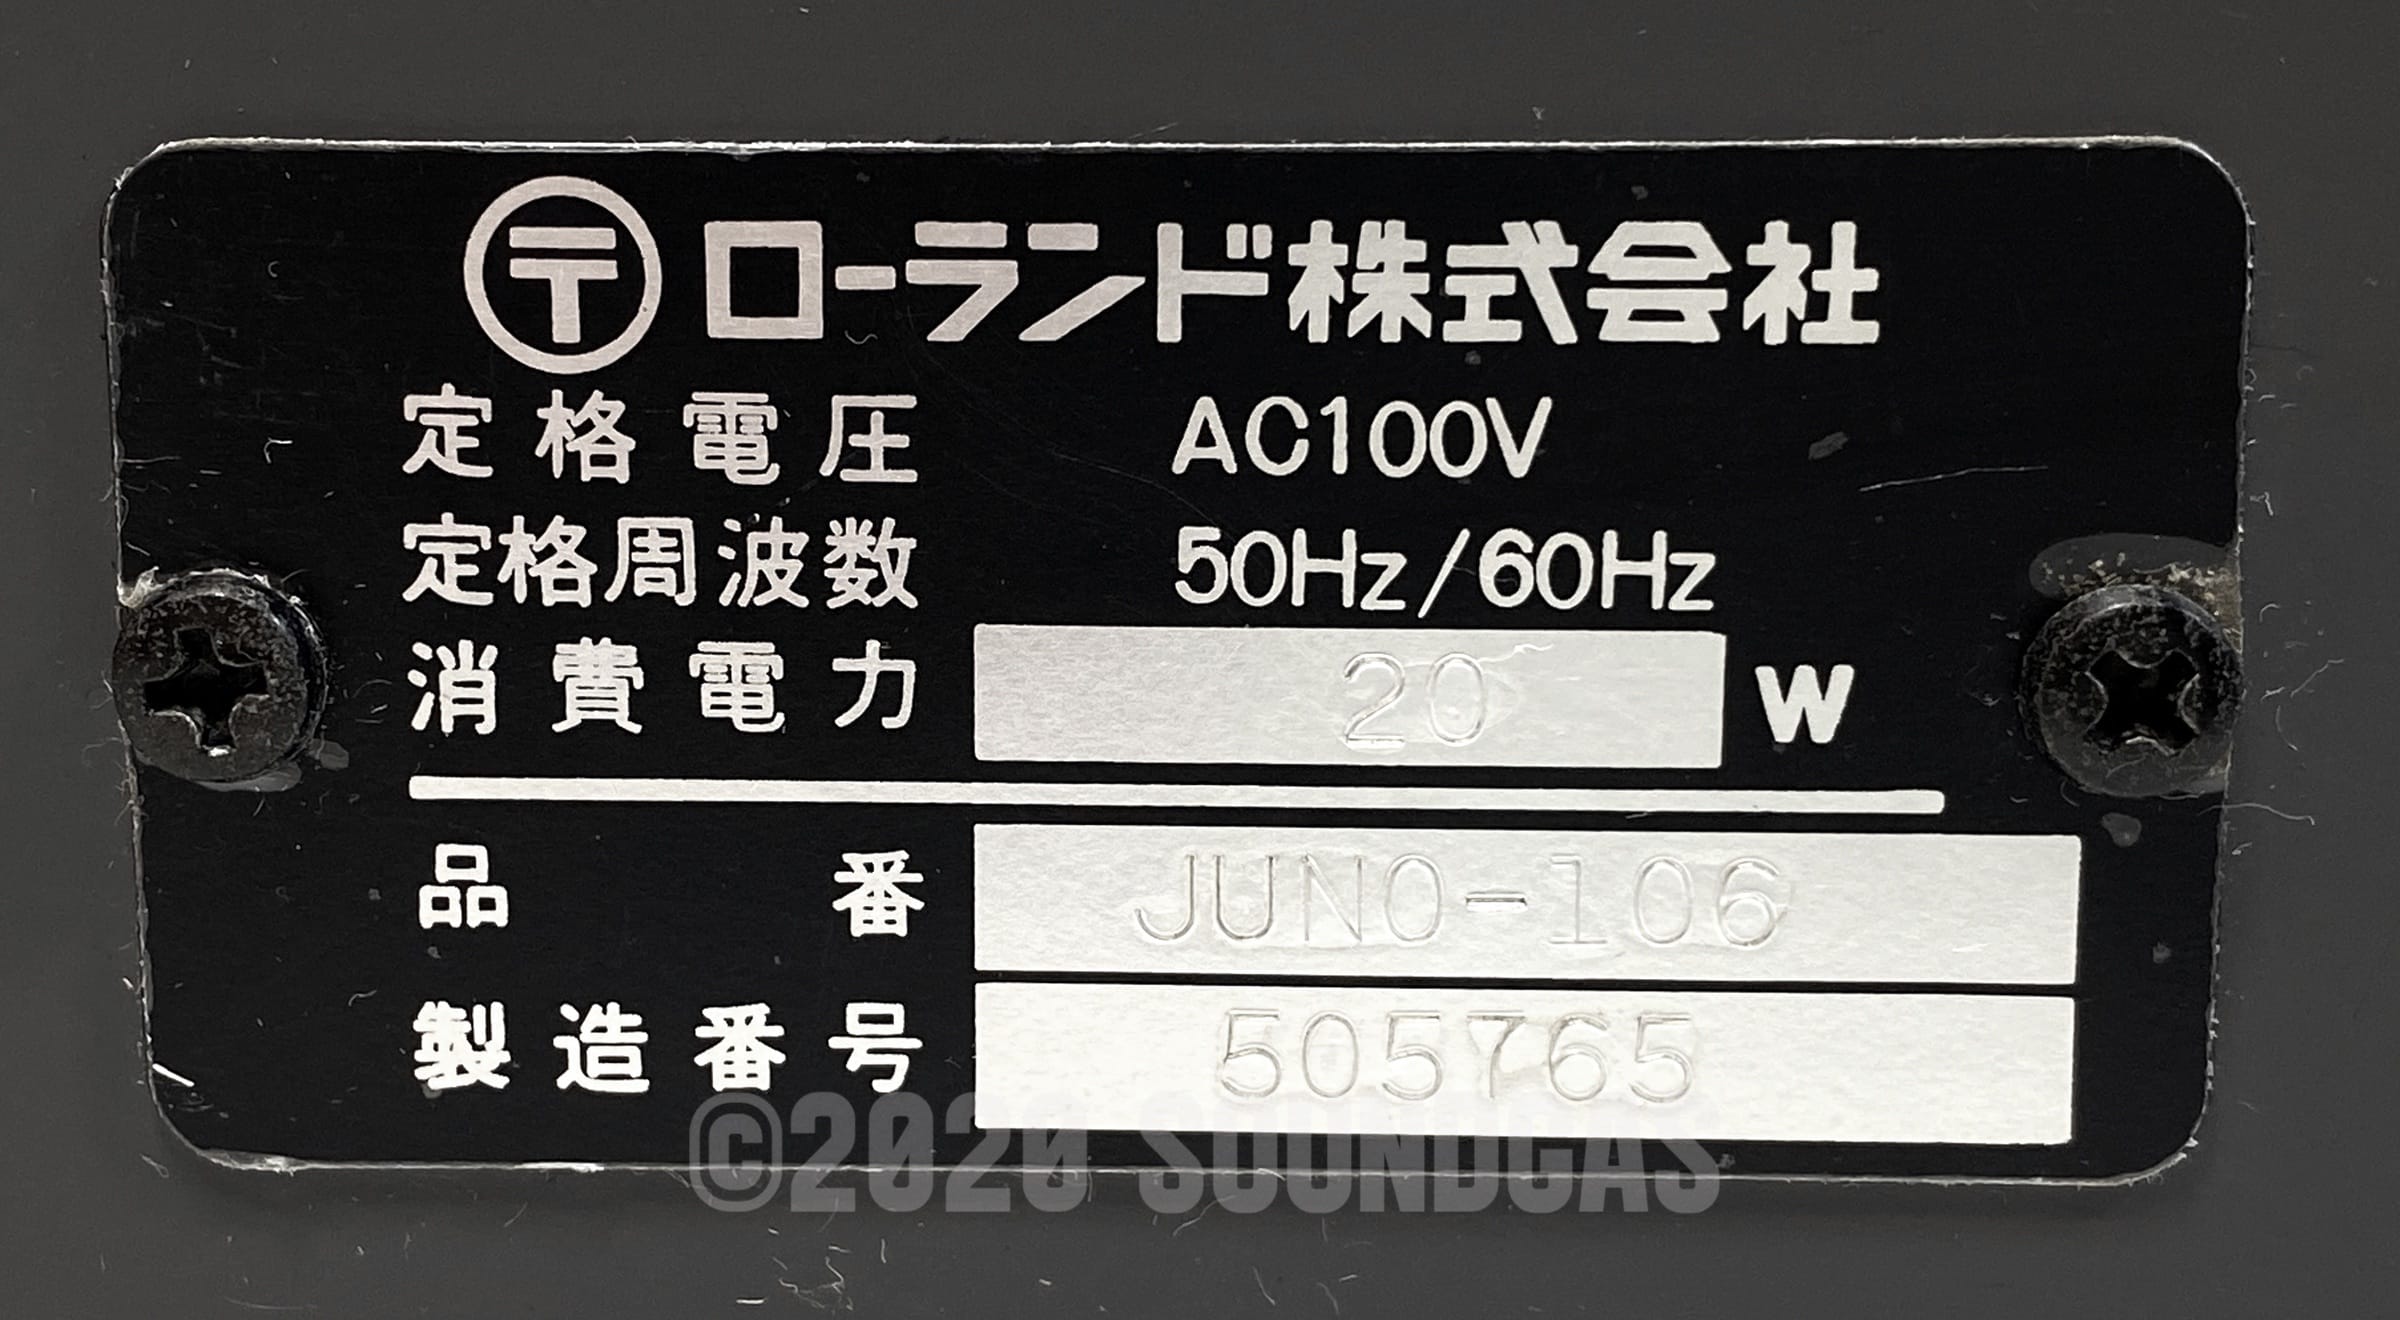 〒 ローランド株式会社
定格電圧 AC100V
定格周波数 50Hz/60Hz
消費電力 20 W
品番 JUNO-106
製造番号 505765
©2020 SOUNDGAS